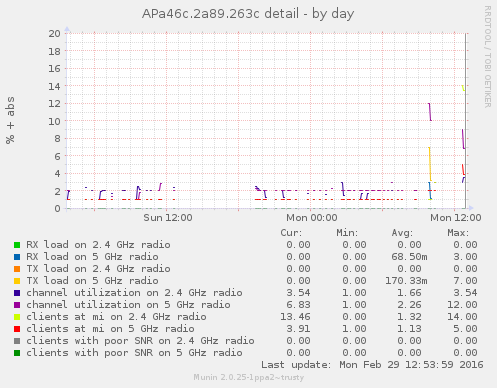 APa46c.2a89.263c detail - by day
RRDTOOL / TOBI OETIKER
% + abs
20
18
16
14
12
10
8
6
4
2
0
Sun 12:00 Mon 00:00 Mon 12:00
Cur: Min: Avg: Max:
RX load on 2.4 GHz radio 0.00 0.00 0.00 0.00
RX load on 5 GHz radio 0.00 0.00 68.50m 3.00
TX load on 2.4 GHz radio 0.00 0.00 0.00 0.00
TX load on 5 GHz radio 0.00 0.00 170.33m 7.00
channel utilization on 2.4 GHz radio 3.54 1.00 1.66 3.54
channel utilization on 5 GHz radio 6.83 1.00 2.26 12.00
clients at mi on 2.4 GHz radio 13.46 0.00 1.32 14.00
clients at mi on 5 GHz radio 3.91 1.00 1.13 5.00
clients with poor SNR on 2.4 GHz radio 0.00 0.00 0.00 0.00
clients with poor SNR on 5 GHz radio 0.00 0.00 0.00 0.00
Last update: Mon Feb 29 12:53:59 2016
Munin 2.0.25-1ppa2~trusty